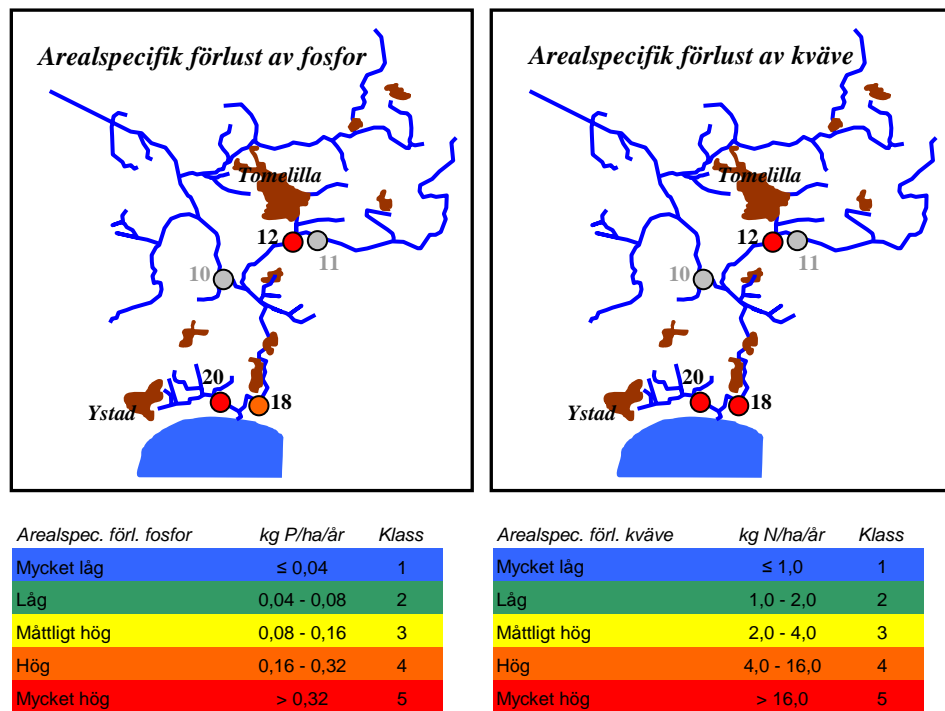 Arealspecifik förlust av fosfor
Tomelilla
12
11
10
20
18
Ystad
Arealspecifik förlust av kväve
Tomelilla
12
11
10
20
18
Ystad
Arealspec. förl. fosfor kg P/ha/år Klass
Mycket låg ≤ 0,04 1
Låg 0,04 - 0,08 2
Måttligt hög 0,08 - 0,16 3
Hög 0,16 - 0,32 4
Mycket hög > 0,32 5
Arealspec. förl. kväve kg N/ha/år Klass
Mycket låg ≤ 1,0 1
Låg 1,0 - 2,0 2
Måttligt hög 2,0 - 4,0 3
Hög 4,0 - 16,0 4
Mycket hög > 16,0 5